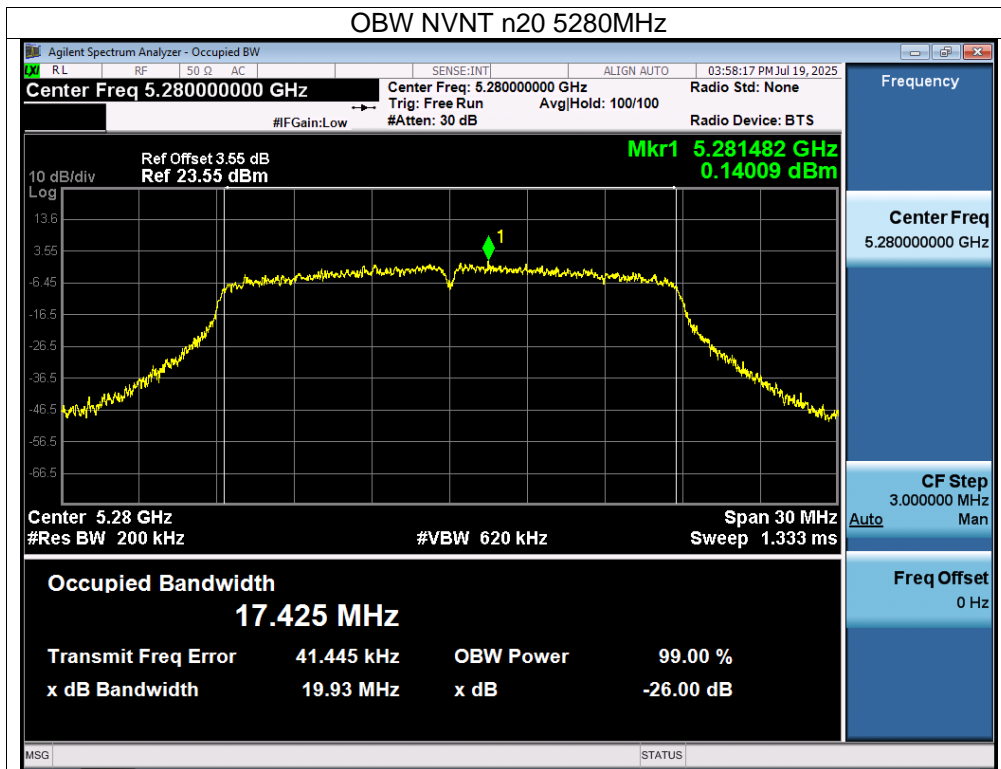 OBW NVNT n20 5280MHz
Agilent Spectrum Analyzer - Occupied BW
LXI RL RF 50 Ω AC SENSE:INT ALIGN AUTO 03:58:17 PM Jul 19, 2025
Center Freq 5.280000000 GHz
#IFGain:Low
Center Freq: 5.280000000 GHz
Trig: Free Run Avg|Hold: 100/100
#Atten: 30 dB
Radio Std: None
Radio Device: BTS
Ref Offset 3.55 dB
10 dB/div Ref 23.55 dBm
Log
Mkr1 5.281482 GHz
0.14009 dBm
13.6
3.55
-6.45
-16.5
-26.5
-36.5
-46.5
-56.5
-66.5
1
Center 5.28 GHz Span 30 MHz
#Res BW 200 kHz #VBW 620 kHz Sweep 1.333 ms
Occupied Bandwidth
17.425 MHz
Transmit Freq Error 41.445 kHz OBW Power 99.00 %
x dB Bandwidth 19.93 MHz x dB -26.00 dB
MSG STATUS
Frequency
Center Freq
5.280000000 GHz
CF Step
3.000000 MHz
Auto Man
Freq Offset
0 Hz